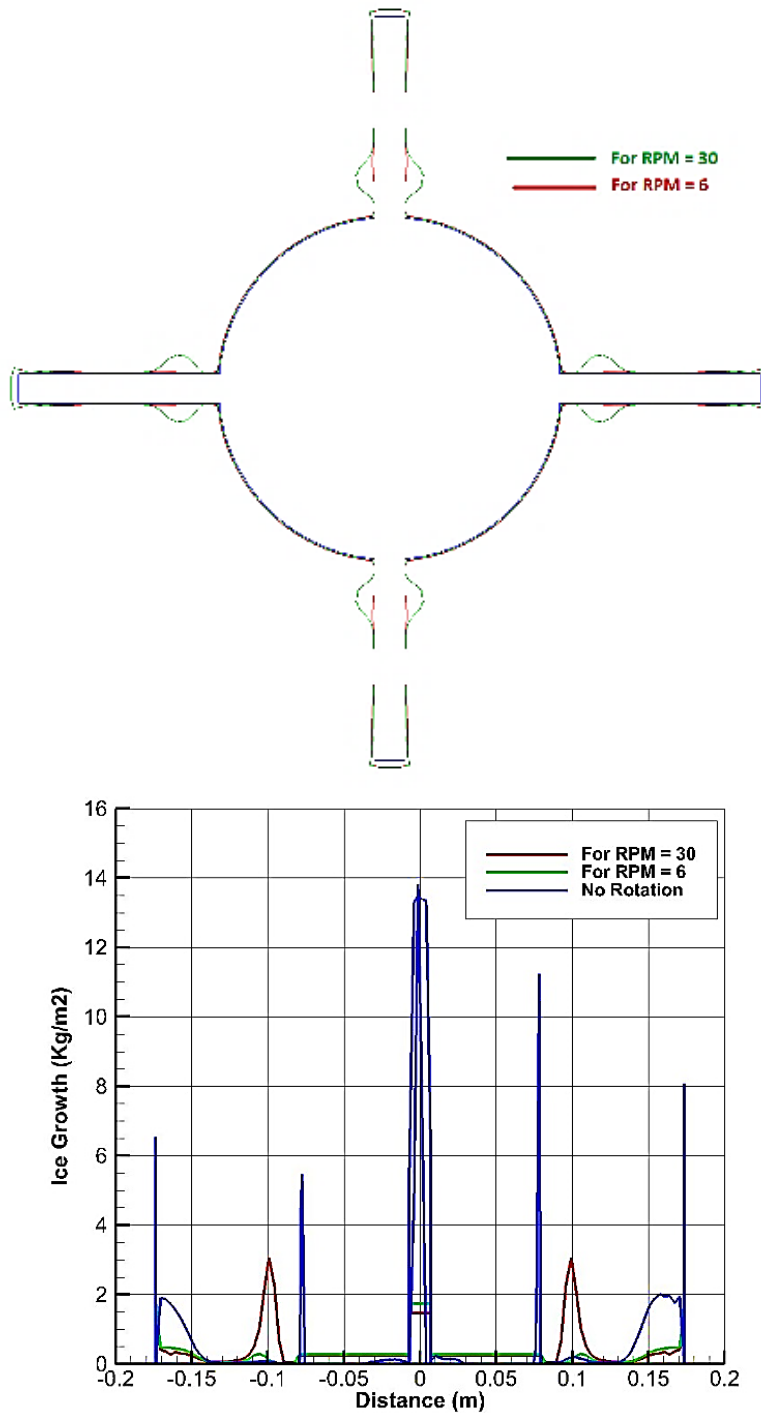 For RPM = 30
For RPM = 6
16
14
12
10
8
6
4
2
0
Ice Growth (Kg/m2)
For RPM = 30
For RPM = 6
No Rotation
-0.2 -0.15 -0.1 -0.05 0 0.05 0.1 0.15 0.2
Distance (m)